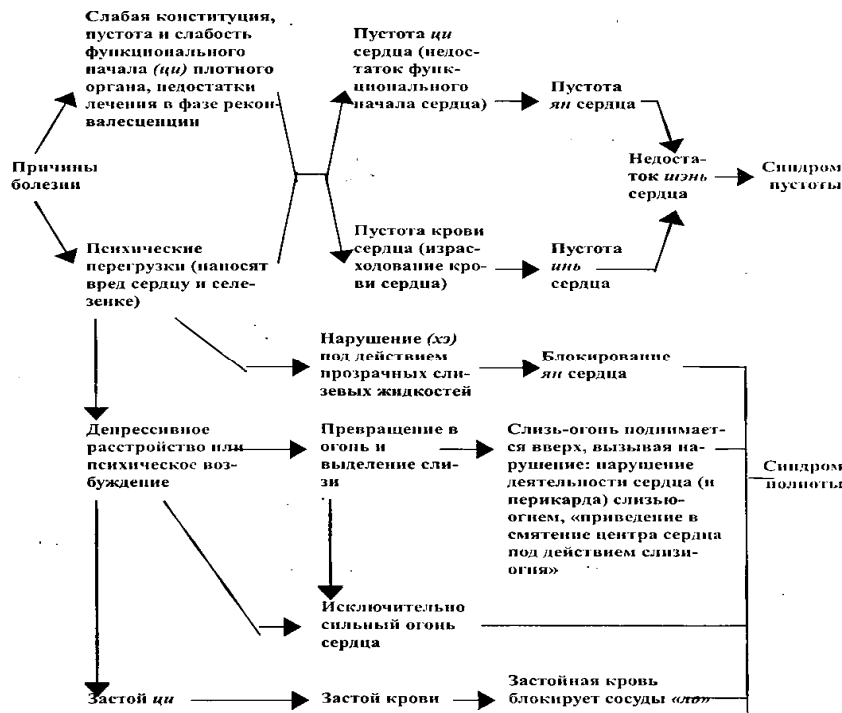 Слабая конституция,
пустота и слабость
функционального
начала (ци) плотного
органа, недостатки
лечения в фазе рекон-
валесценции
Пустота ци
сердца (недос-
таток функ-
ционального
начала сердца)
Пустота
ян сердца
Причины
болезни
Недоста-
ток шэнь
сердца
Синдром
пустоты
Психические
перегрузки (наносят
вред сердцу и селе-
зенке)
Пустота крови
сердца (израс-
ходование кро-
ви сердца)
Пустота
инь
сердца
Нарушение (хэ)
под действием
прозрачных сли-
зевых жидкостей
Блокирование
ян сердца
Депрессивное
расстройство или
психическое воз-
буждение
Превращение в
огонь и
выделение сли-
зи
Слизь-огонь поднимает-
ся вверх, вызывая на-
рушение: нарушение
деятельности сердца (и
перикарда) слизью-
огнем, «приведение в
смятение центра сердца
под действием слизи-
огня»
Синдром
полноты
Исключительно
сильный огонь
сердца
Застой ци
Застой крови
Застойная кровь
блокирует сосуды «ло»